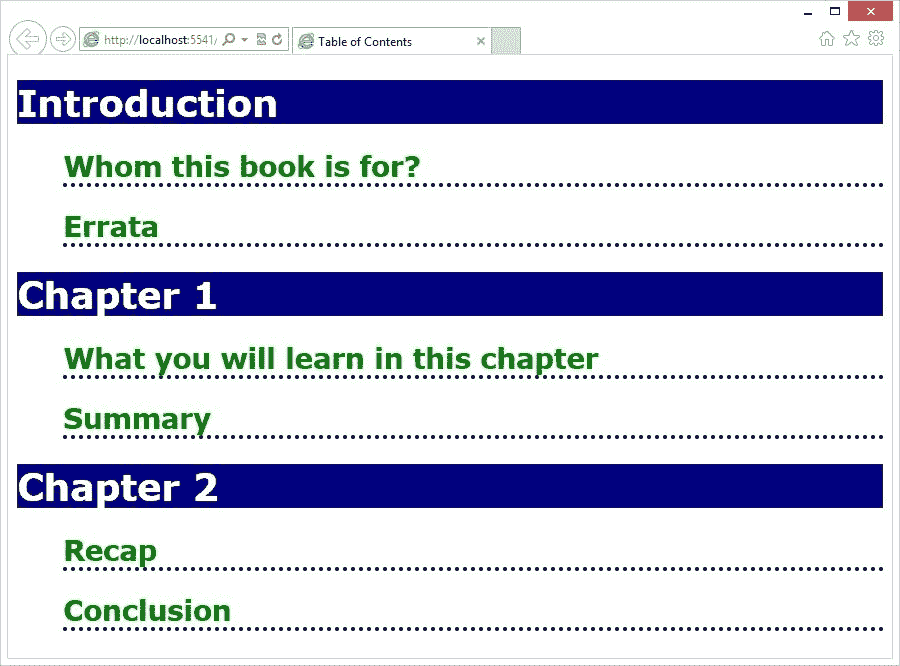 http://localhost:5541/
Table of Contents
Introduction
Whom this book is for?
Errata
Chapter 1
What you will learn in this chapter
Summary
Chapter 2
Recap
Conclusion